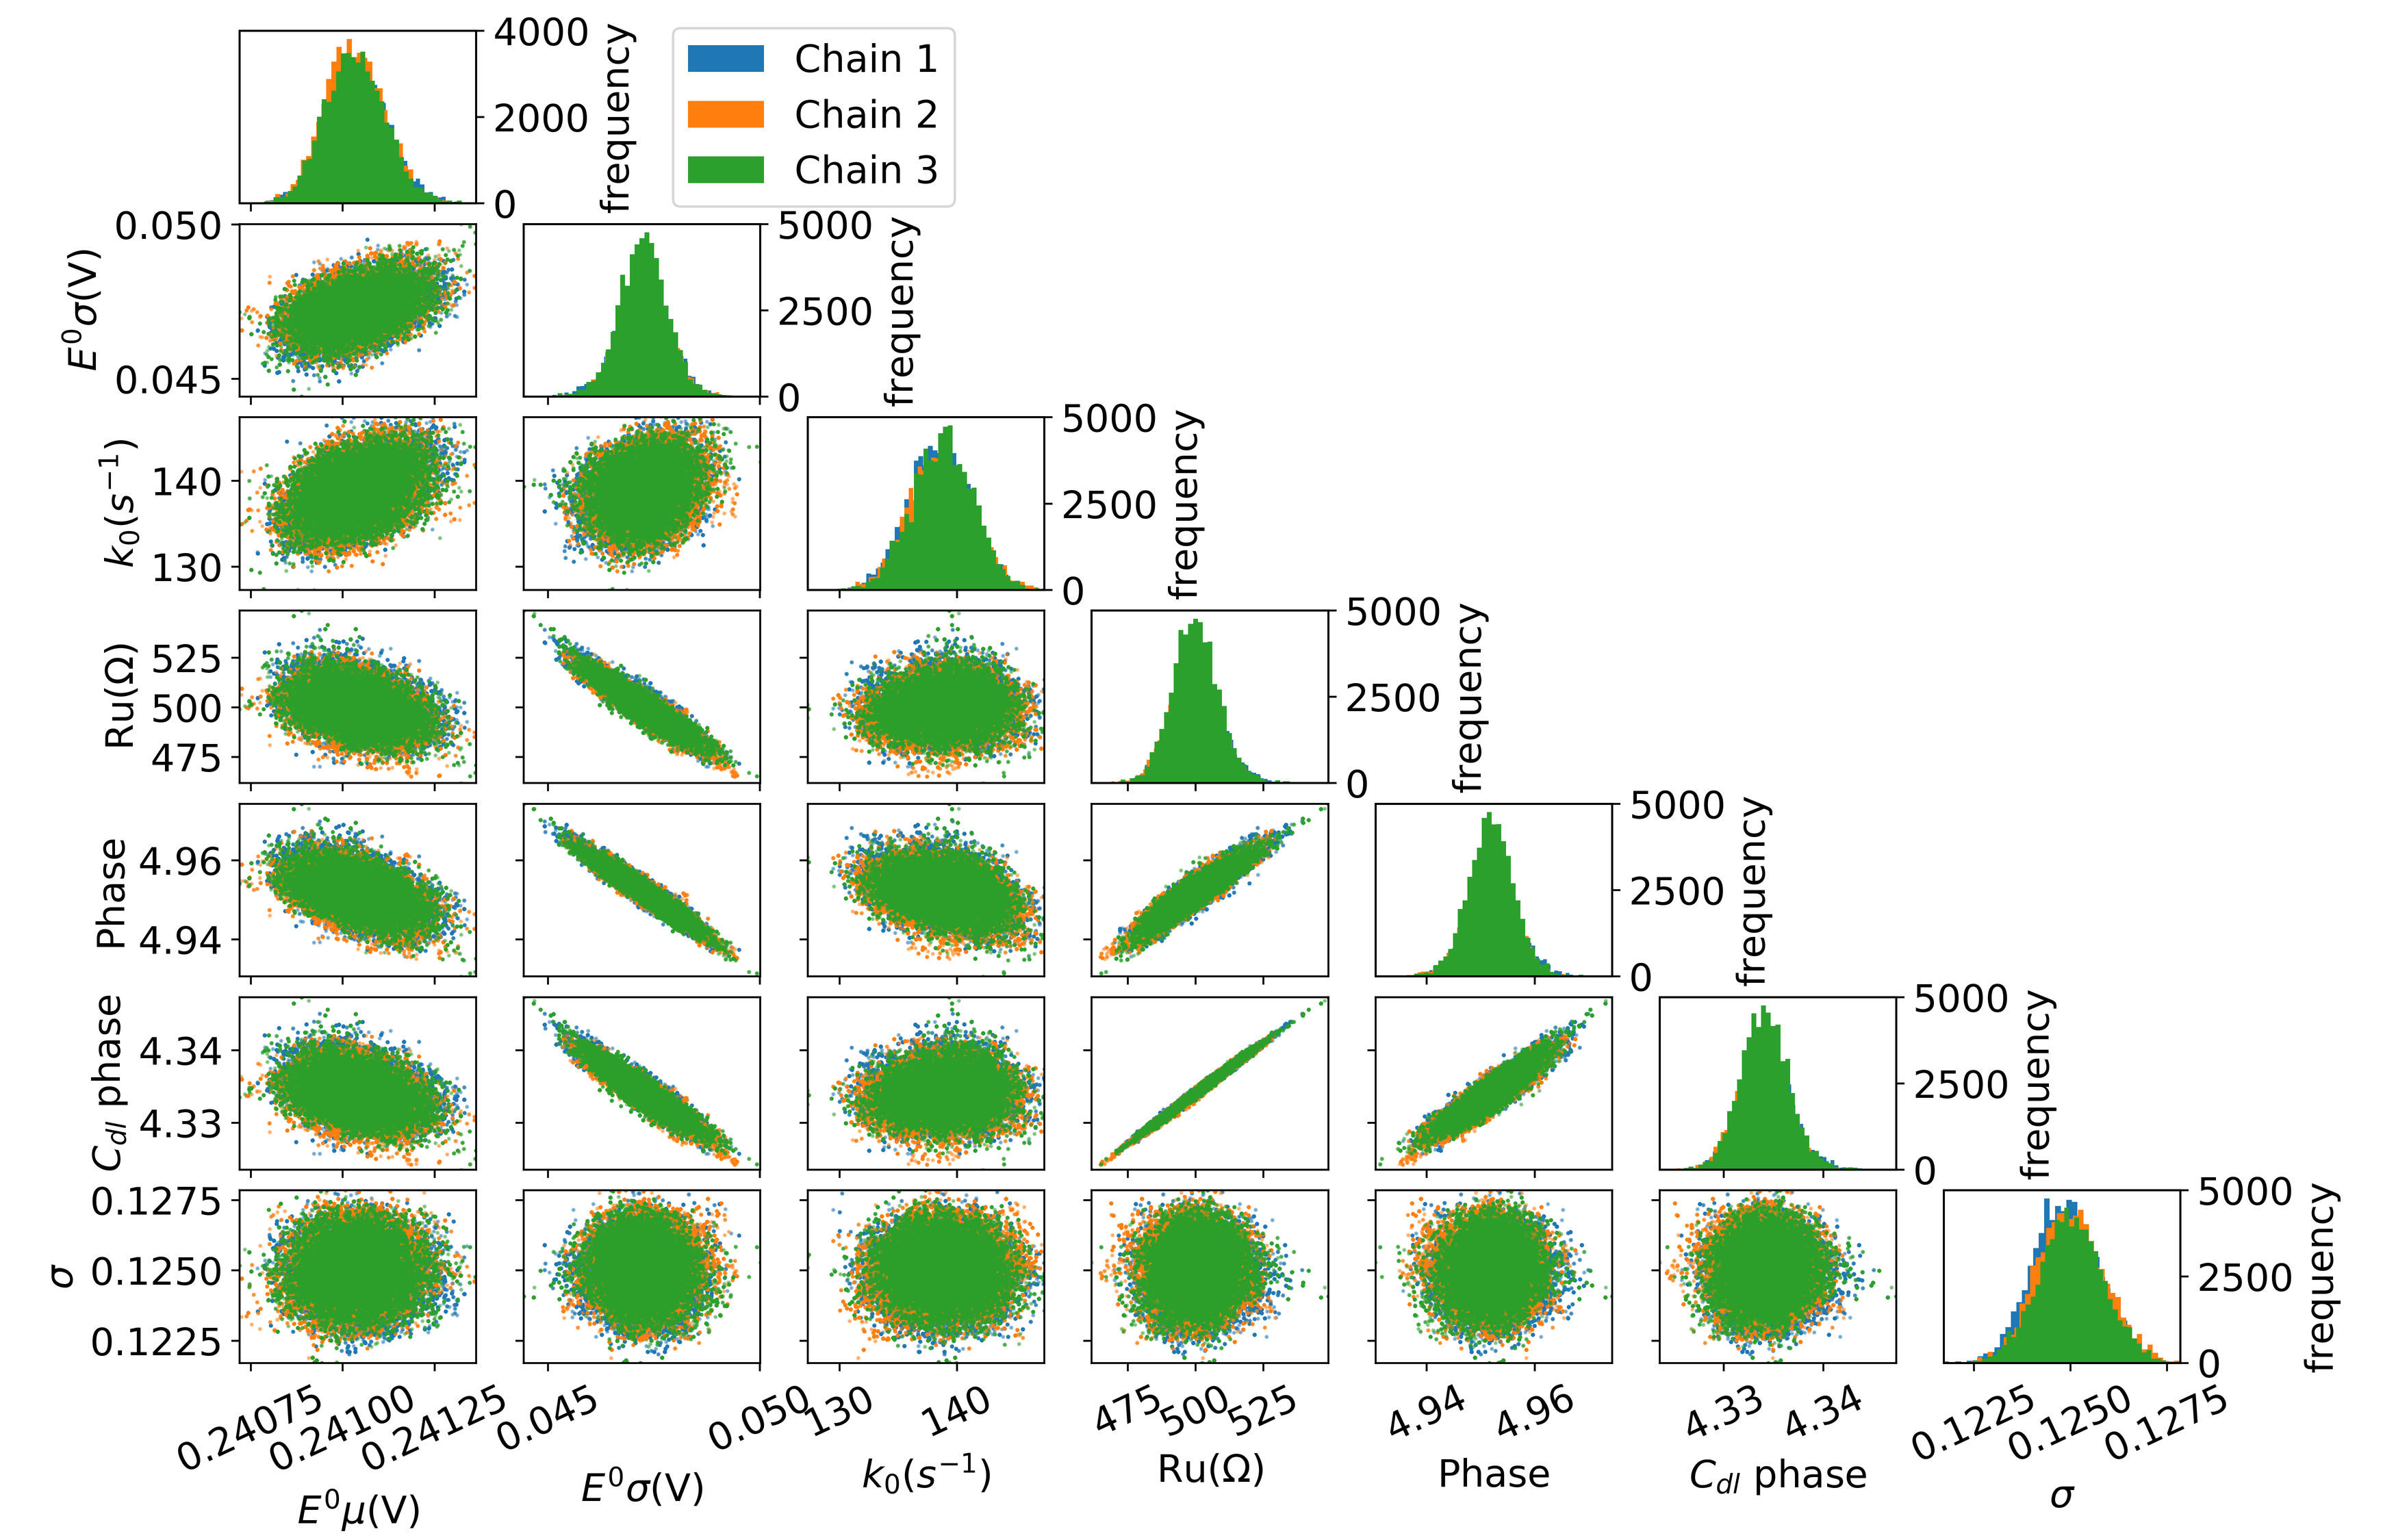 4000
2000
0
frequency
Chain 1
Chain 2
Chain 3
0.050
0.045
E⁰σ(V)
5000
2500
0
frequency
140
130
k₀(s⁻¹)
5000
2500
0
frequency
525
500
475
Ru(Ω)
5000
2500
0
frequency
4.96
4.94
Phase
5000
2500
0
frequency
4.34
4.33
C_dl phase
5000
2500
0
frequency
0.1275
0.1250
0.1225
σ
5000
2500
0
frequency
0.24075 0.24100 0.24125
0.045 0.050
130 140
475 500 525
4.94 4.96
4.33 4.34
0.1225 0.1250 0.1275
E⁰μ(V)
E⁰σ(V)
k₀(s⁻¹)
Ru(Ω)
Phase
C_dl phase
σ